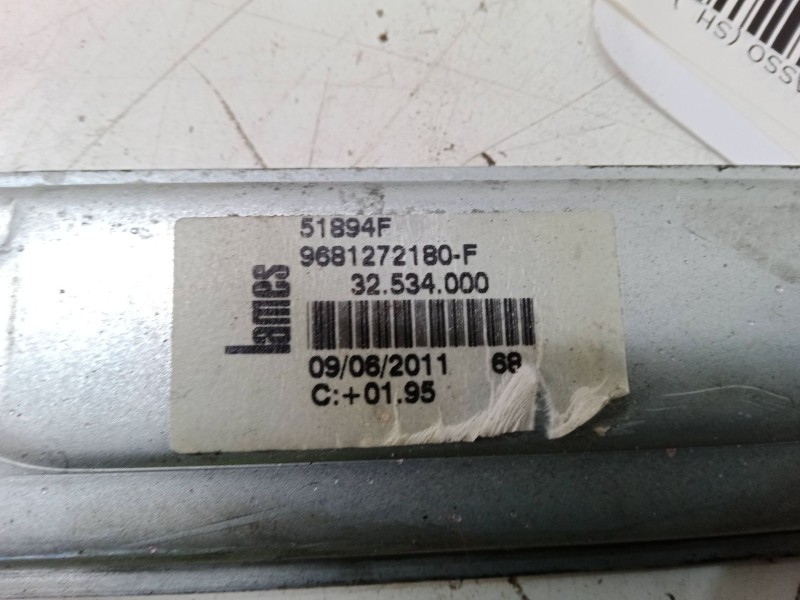 51894F
9681272180-F
32.534.000
Lames
09/06/2011 68
C:+01.95